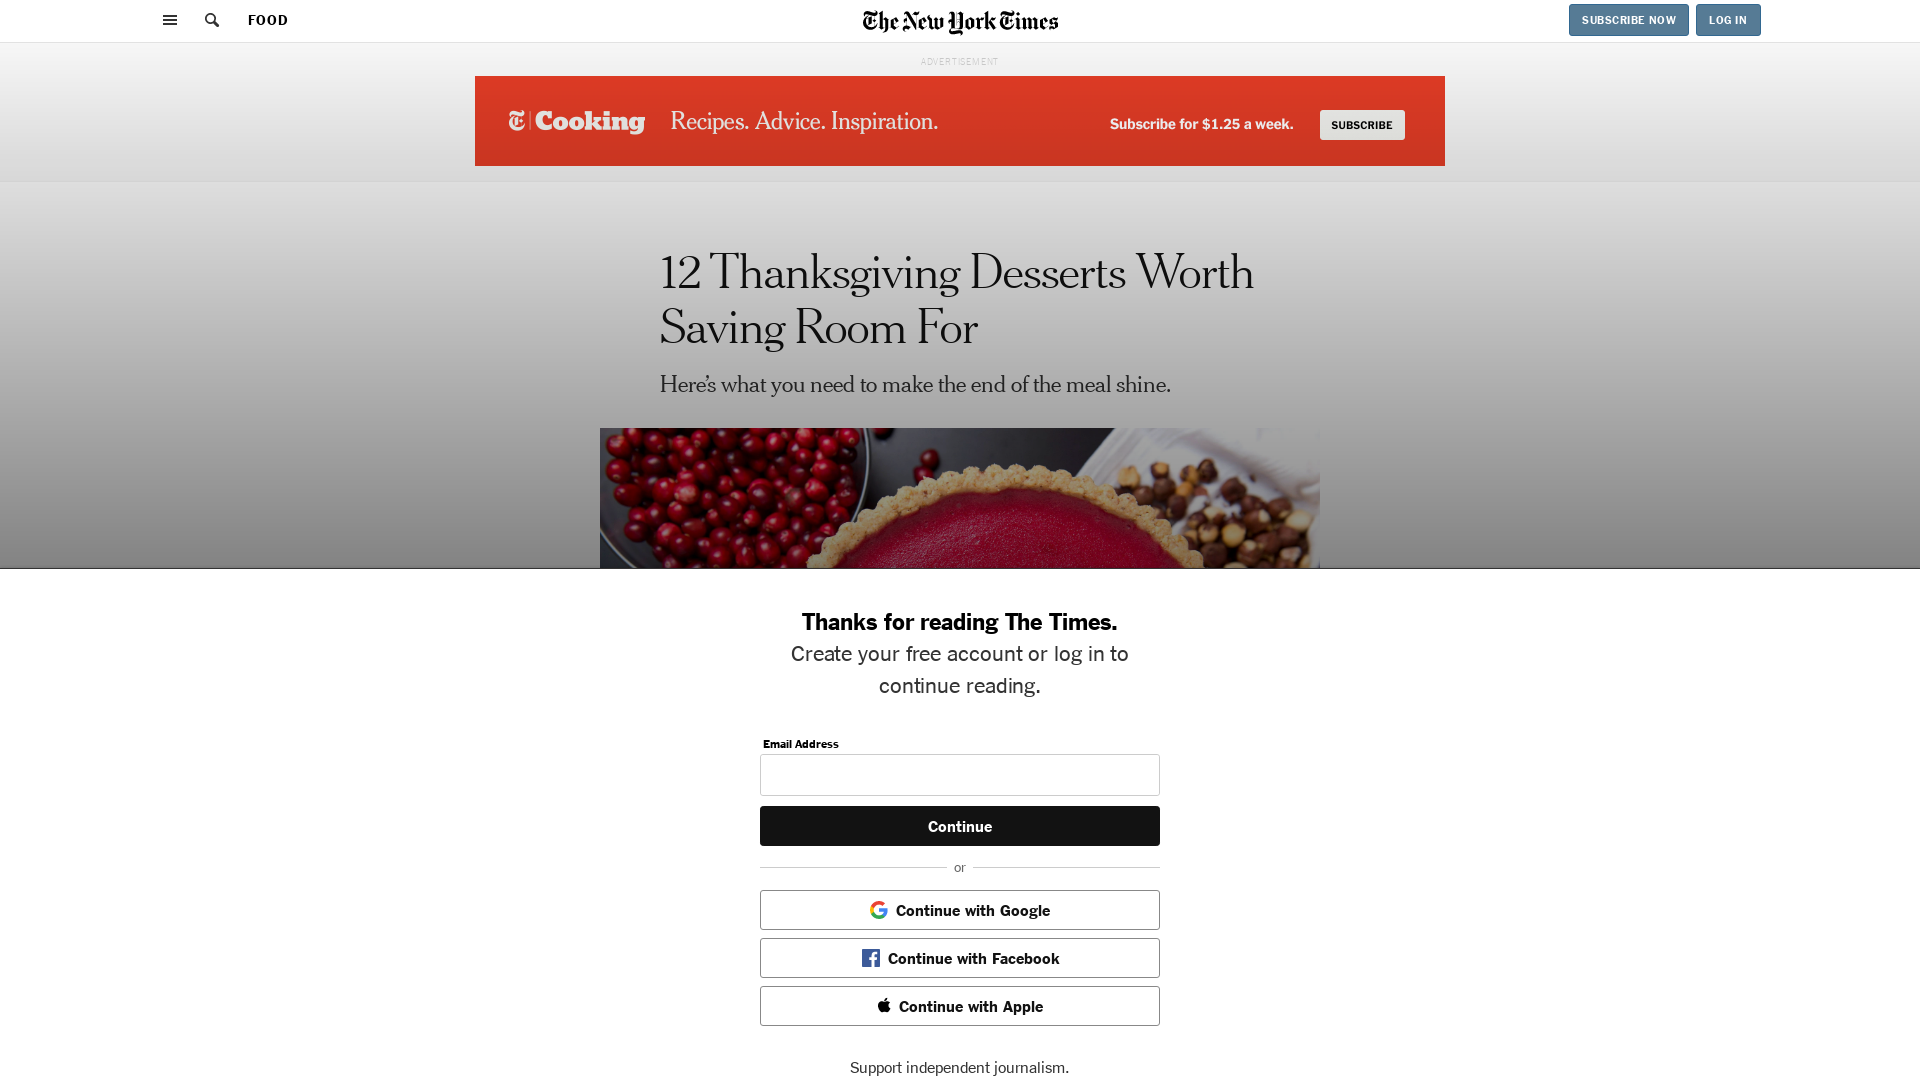 FOOD
The New York Times
SUBSCRIBE NOW
LOG IN
ADVERTISEMENT
T Cooking
Recipes. Advice. Inspiration.
Subscribe for $1.25 a week.
SUBSCRIBE
12 Thanksgiving Desserts Worth
Saving Room For
Here’s what you need to make the end of the meal shine.
Thanks for reading The Times.
Create your free account or log in to
continue reading.
Email Address
Continue
or
Continue with Google
Continue with Facebook
Continue with Apple
Support independent journalism.